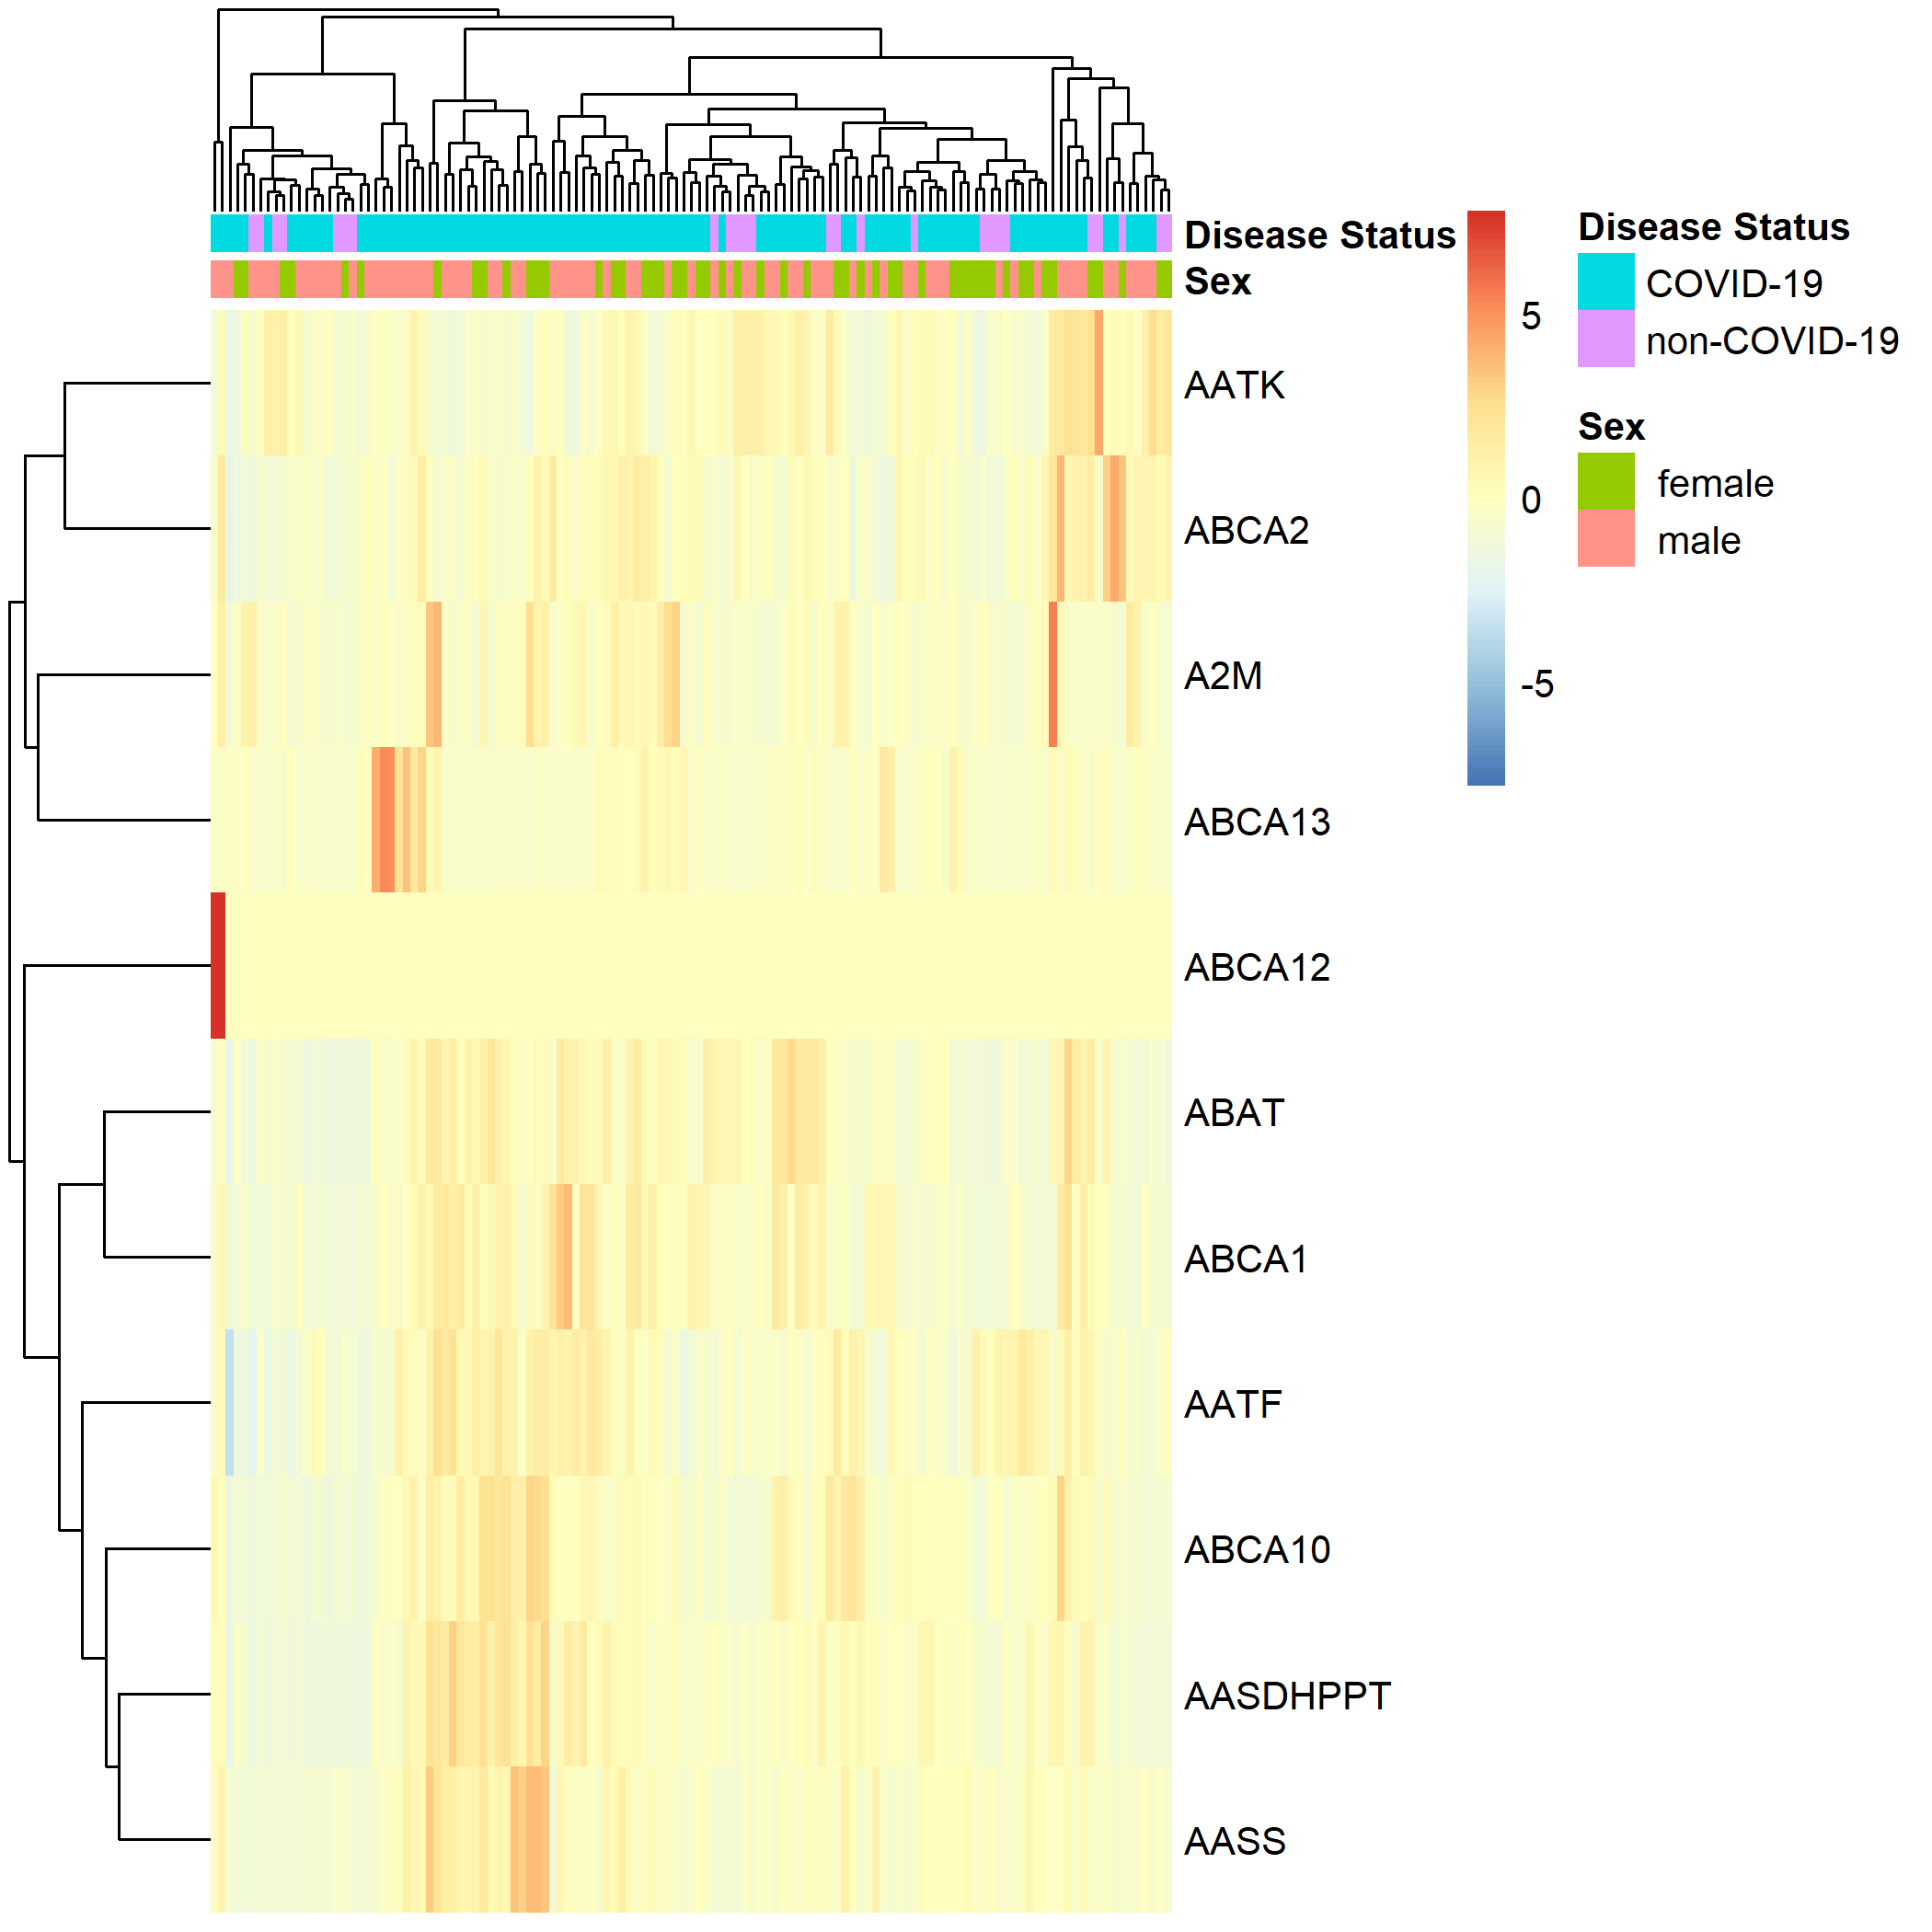 Disease Status
Sex
AATK
ABCA2
A2M
ABCA13
ABCA12
ABAT
ABCA1
AATF
ABCA10
AASDHPPT
AASS
5
0
-5
Disease Status
COVID-19
non-COVID-19
Sex
female
male